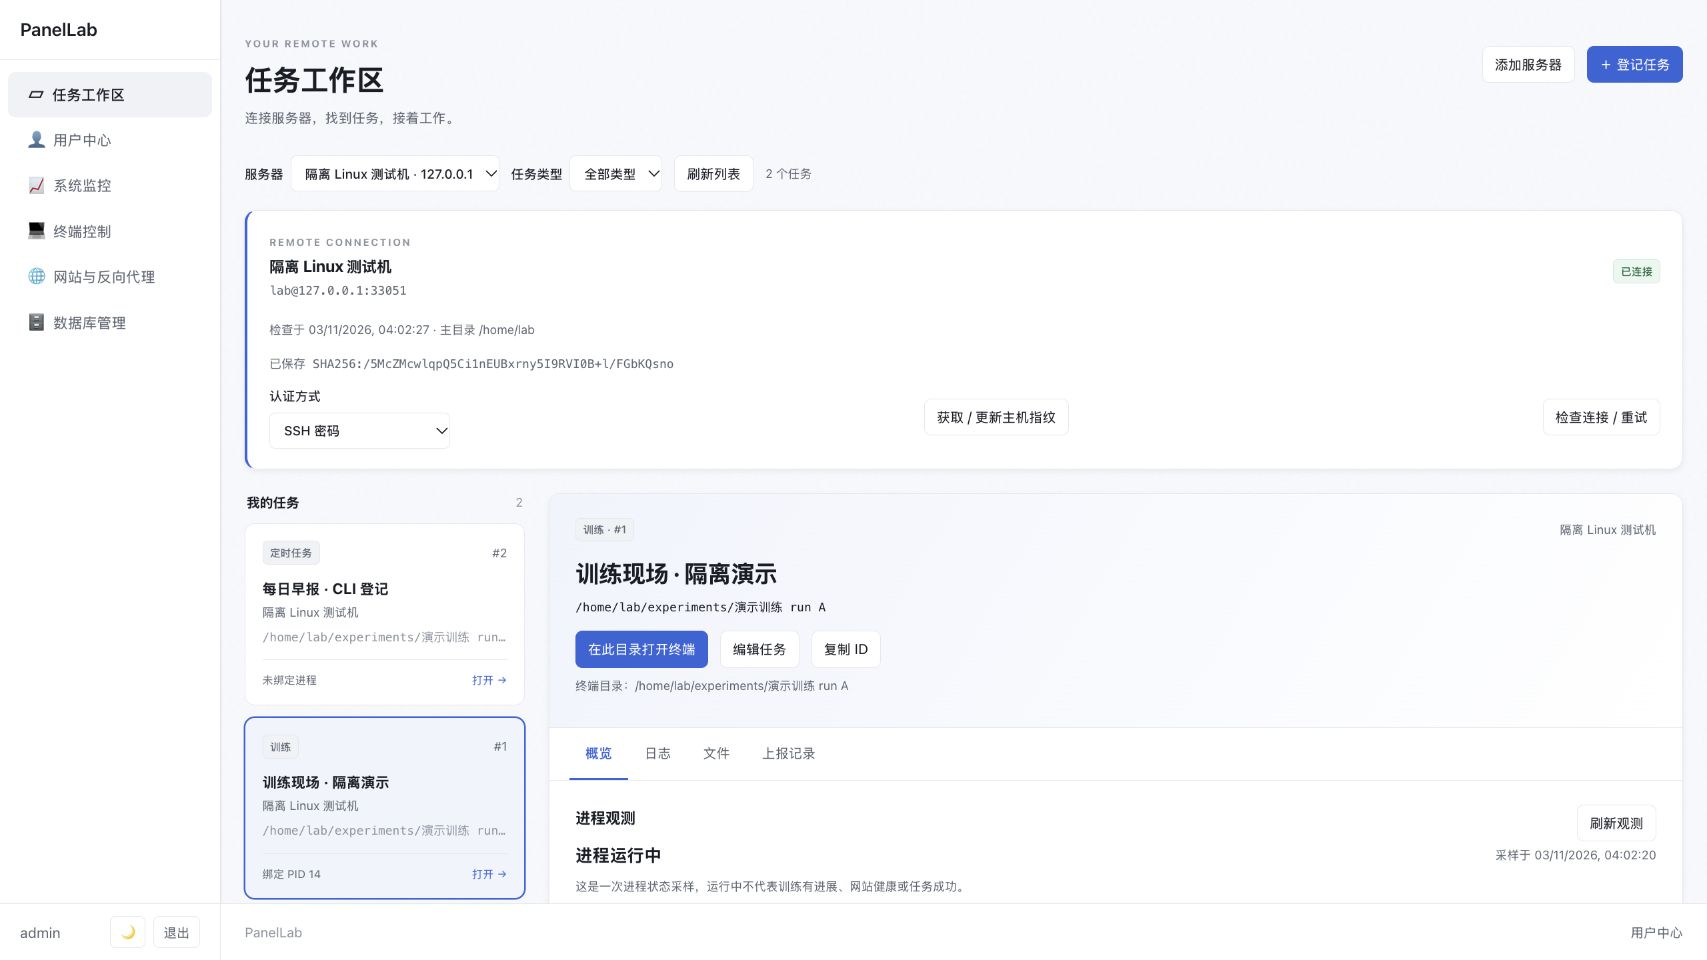 PanelLab
任务工作区
用户中心
系统监控
终端控制
网站与反向代理
数据库管理
admin
退出
YOUR REMOTE WORK
任务工作区
连接服务器，找到任务，接着工作。
添加服务器
+ 登记任务
服务器 隔离 Linux 测试机 · 127.0.0.1 任务类型 全部类型 刷新列表 2 个任务
REMOTE CONNECTION
隔离 Linux 测试机
lab@127.0.0.1:33051
已连接
检查于 03/11/2026, 04:02:27 · 主目录 /home/lab
已保存 SHA256:/5McZMcwlqpQ5Ci1nEUBxrny5I9RVI0B+l/FGbKQsno
认证方式
SSH 密码
获取 / 更新主机指纹
检查连接 / 重试
我的任务 2
定时任务 #2
每日早报 · CLI 登记
隔离 Linux 测试机
/home/lab/experiments/演示训练 run…
未绑定进程 打开 →
训练 #1
训练现场 · 隔离演示
隔离 Linux 测试机
/home/lab/experiments/演示训练 run…
绑定 PID 14 打开 →
训练 · #1 隔离 Linux 测试机
训练现场 · 隔离演示
/home/lab/experiments/演示训练 run A
在此目录打开终端 编辑任务 复制 ID
终端目录：/home/lab/experiments/演示训练 run A
概览 日志 文件 上报记录
进程观测
刷新观测
进程运行中
采样于 03/11/2026, 04:02:20
这是一次进程状态采样，运行中不代表训练有进展、网站健康或任务成功。
PanelLab 用户中心